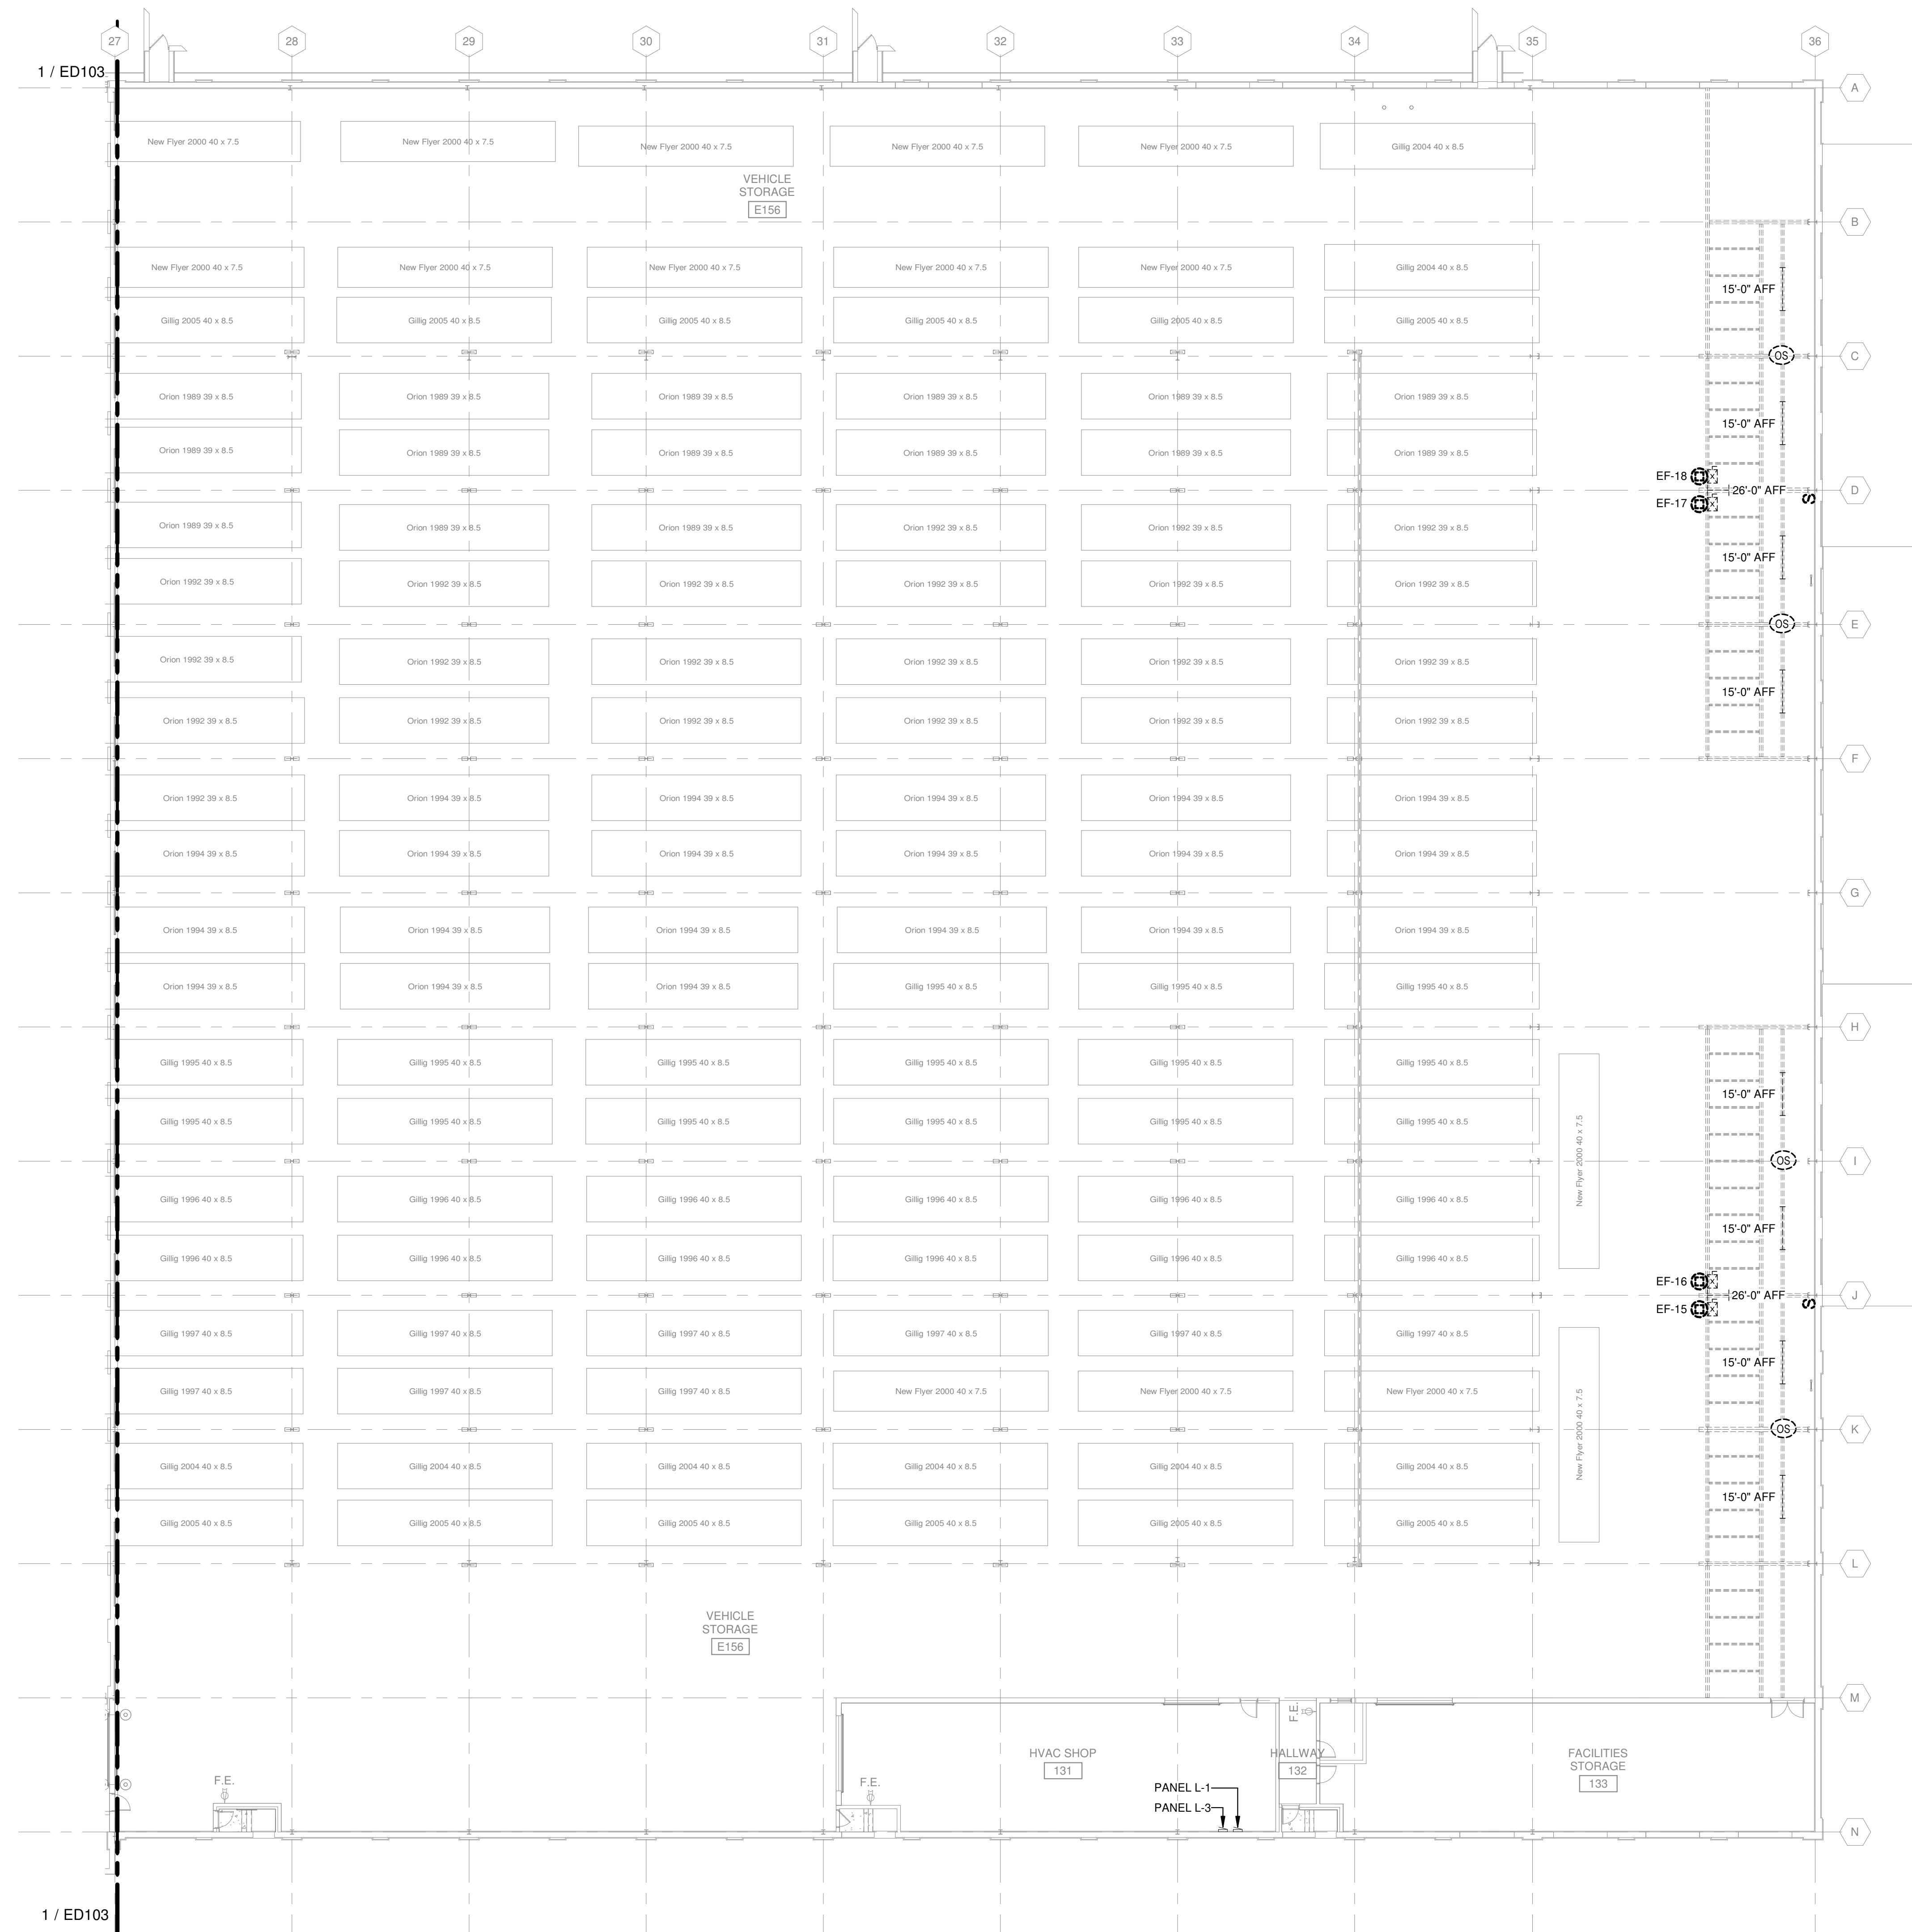 27
28
29
30
31
32
33
34
35
36
1 / ED103
A
New Flyer 2000 40 x 7.5
New Flyer 2000 40 x 7.5
New Flyer 2000 40 x 7.5
New Flyer 2000 40 x 7.5
New Flyer 2000 40 x 7.5
Gillig 2004 40 x 8.5
VEHICLE
STORAGE
E156
B
New Flyer 2000 40 x 7.5
New Flyer 2000 40 x 7.5
New Flyer 2000 40 x 7.5
New Flyer 2000 40 x 7.5
New Flyer 2000 40 x 7.5
Gillig 2004 40 x 8.5
15'-0" AFF
Gillig 2005 40 x 8.5
Gillig 2005 40 x 8.5
Gillig 2005 40 x 8.5
Gillig 2005 40 x 8.5
Gillig 2005 40 x 8.5
Gillig 2005 40 x 8.5
OS
C
Orion 1989 39 x 8.5
Orion 1989 39 x 8.5
Orion 1989 39 x 8.5
Orion 1989 39 x 8.5
Orion 1989 39 x 8.5
Orion 1989 39 x 8.5
15'-0" AFF
Orion 1989 39 x 8.5
Orion 1989 39 x 8.5
Orion 1989 39 x 8.5
Orion 1989 39 x 8.5
Orion 1989 39 x 8.5
Orion 1989 39 x 8.5
EF-18
26'-0" AFF
S
D
EF-17
Orion 1989 39 x 8.5
Orion 1989 39 x 8.5
Orion 1989 39 x 8.5
Orion 1992 39 x 8.5
Orion 1992 39 x 8.5
Orion 1992 39 x 8.5
15'-0" AFF
Orion 1992 39 x 8.5
Orion 1992 39 x 8.5
Orion 1992 39 x 8.5
Orion 1992 39 x 8.5
Orion 1992 39 x 8.5
Orion 1992 39 x 8.5
OS
E
Orion 1992 39 x 8.5
Orion 1992 39 x 8.5
Orion 1992 39 x 8.5
Orion 1992 39 x 8.5
Orion 1992 39 x 8.5
Orion 1992 39 x 8.5
15'-0" AFF
Orion 1992 39 x 8.5
Orion 1992 39 x 8.5
Orion 1992 39 x 8.5
Orion 1992 39 x 8.5
Orion 1992 39 x 8.5
Orion 1992 39 x 8.5
F
Orion 1992 39 x 8.5
Orion 1994 39 x 8.5
Orion 1994 39 x 8.5
Orion 1994 39 x 8.5
Orion 1994 39 x 8.5
Orion 1994 39 x 8.5
Orion 1994 39 x 8.5
Orion 1994 39 x 8.5
Orion 1994 39 x 8.5
Orion 1994 39 x 8.5
Orion 1994 39 x 8.5
Orion 1994 39 x 8.5
G
Orion 1994 39 x 8.5
Orion 1994 39 x 8.5
Orion 1994 39 x 8.5
Orion 1994 39 x 8.5
Orion 1994 39 x 8.5
Orion 1994 39 x 8.5
Orion 1994 39 x 8.5
Orion 1994 39 x 8.5
Orion 1994 39 x 8.5
Gillig 1995 40 x 8.5
Gillig 1995 40 x 8.5
Gillig 1995 40 x 8.5
H
Gillig 1995 40 x 8.5
Gillig 1995 40 x 8.5
Gillig 1995 40 x 8.5
Gillig 1995 40 x 8.5
Gillig 1995 40 x 8.5
Gillig 1995 40 x 8.5
15'-0" AFF
Gillig 1995 40 x 8.5
Gillig 1995 40 x 8.5
Gillig 1995 40 x 8.5
Gillig 1995 40 x 8.5
Gillig 1995 40 x 8.5
Gillig 1995 40 x 8.5
New Flyer 2000 40 x 7.5
OS
I
Gillig 1996 40 x 8.5
Gillig 1996 40 x 8.5
Gillig 1996 40 x 8.5
Gillig 1996 40 x 8.5
Gillig 1996 40 x 8.5
Gillig 1996 40 x 8.5
15'-0" AFF
Gillig 1996 40 x 8.5
Gillig 1996 40 x 8.5
Gillig 1996 40 x 8.5
Gillig 1996 40 x 8.5
Gillig 1996 40 x 8.5
Gillig 1996 40 x 8.5
EF-16
26'-0" AFF
S
J
EF-15
Gillig 1997 40 x 8.5
Gillig 1997 40 x 8.5
Gillig 1997 40 x 8.5
Gillig 1997 40 x 8.5
Gillig 1997 40 x 8.5
Gillig 1997 40 x 8.5
15'-0" AFF
Gillig 1997 40 x 8.5
Gillig 1997 40 x 8.5
Gillig 1997 40 x 8.5
New Flyer 2000 40 x 7.5
New Flyer 2000 40 x 7.5
New Flyer 2000 40 x 7.5
New Flyer 2000 40 x 7.5
OS
K
Gillig 2004 40 x 8.5
Gillig 2004 40 x 8.5
Gillig 2004 40 x 8.5
Gillig 2004 40 x 8.5
Gillig 2004 40 x 8.5
Gillig 2004 40 x 8.5
15'-0" AFF
Gillig 2005 40 x 8.5
Gillig 2005 40 x 8.5
Gillig 2005 40 x 8.5
Gillig 2005 40 x 8.5
Gillig 2005 40 x 8.5
Gillig 2005 40 x 8.5
L
VEHICLE
STORAGE
E156
M
F.E.
HVAC SHOP
131
HALLWAY
132
FACILITIES
STORAGE
133
F.E.
F.E.
PANEL L-1
PANEL L-3
N
1 / ED103